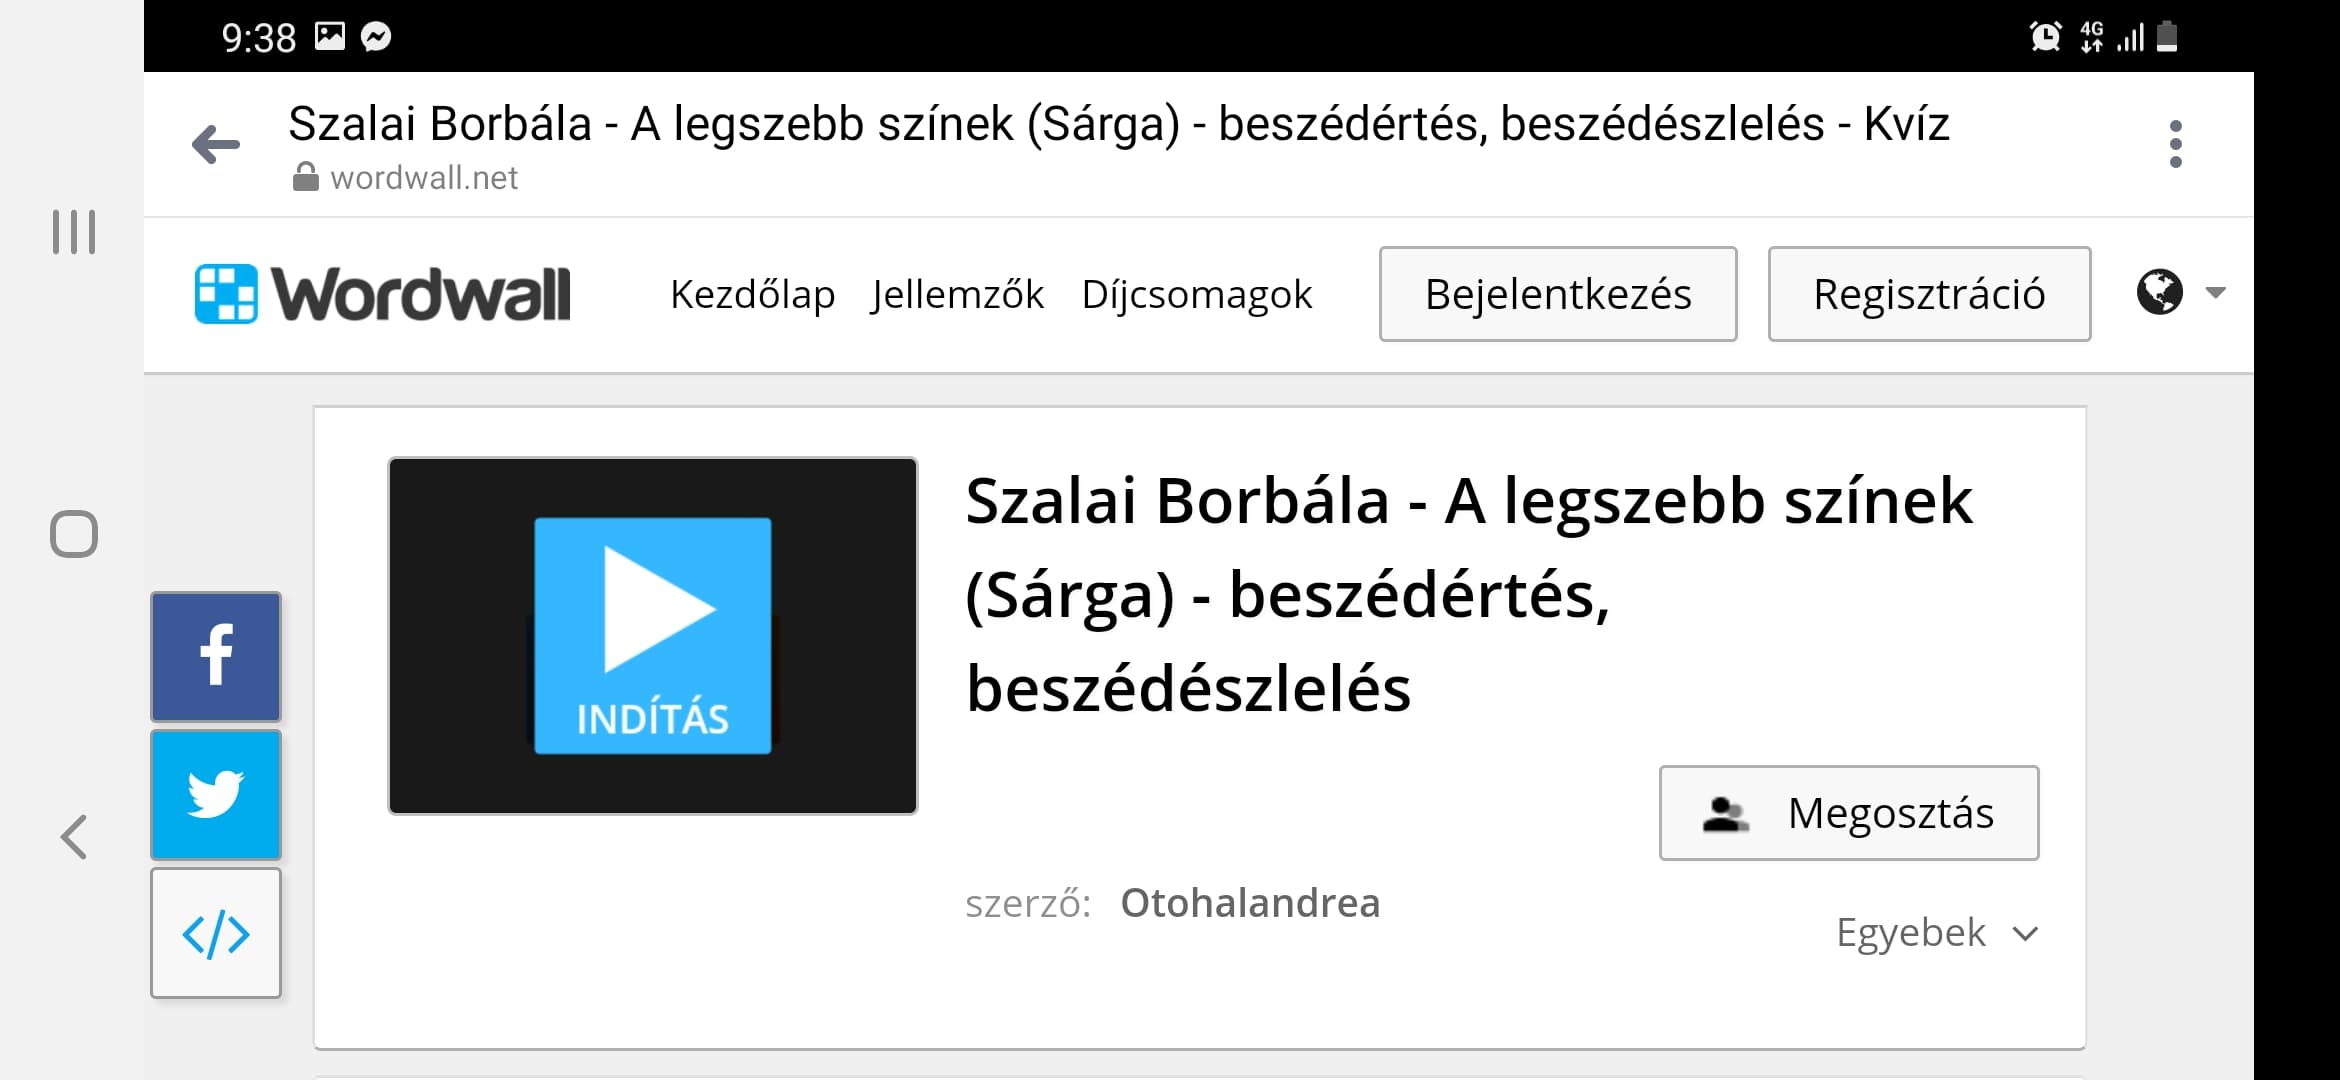 9:38
4G
Szalai Borbála - A legszebb színek (Sárga) - beszédértés, beszédészlelés - Kvíz
wordwall.net
Wordwall Kezdőlap Jellemzők Díjcsomagok Bejelentkezés Regisztráció
Szalai Borbála - A legszebb színek
(Sárga) - beszédértés,
beszédészlelés
INDÍTÁS
Megosztás
szerző: Otohalandrea
Egyebek